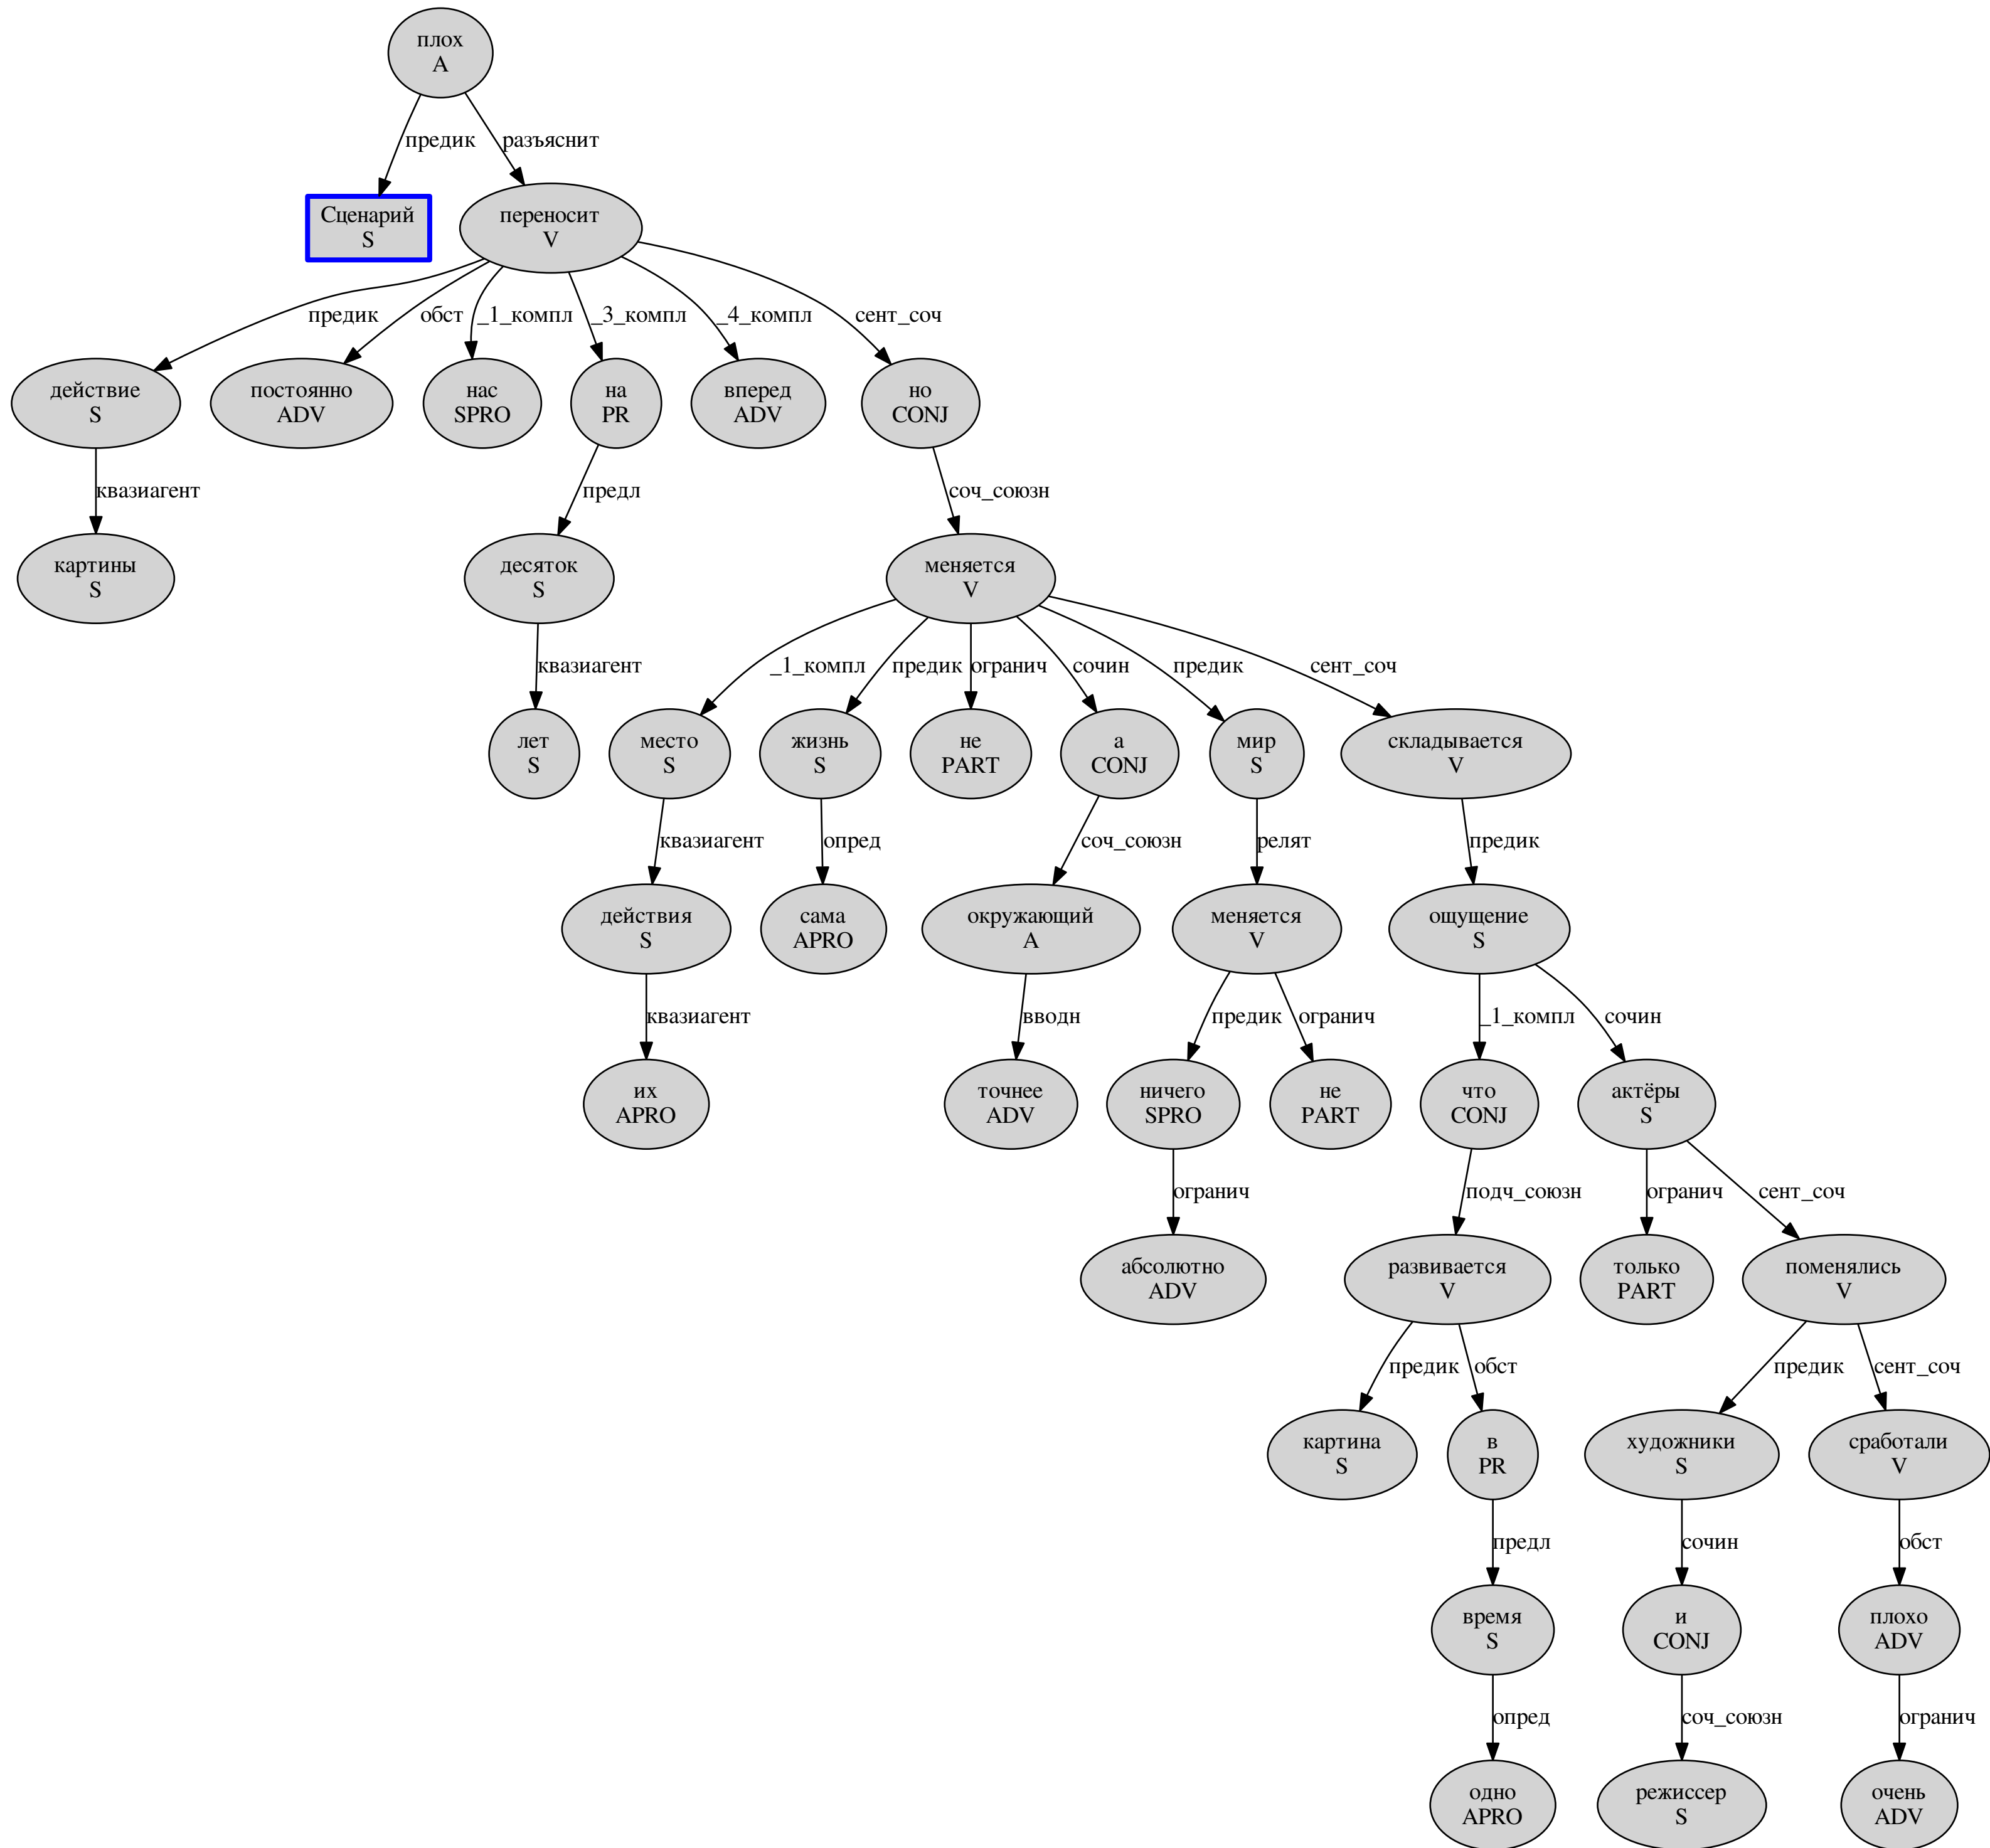 плох
A
предик
разъяснит
Сценарий
S
переносит
V
предик
обст
_1_компл
_3_компл
_4_компл
сент_соч
действие
S
постоянно
ADV
нас
SPRO
на
PR
вперед
ADV
но
CONJ
квазиагент
предл
соч_союзн
картины
S
десяток
S
меняется
V
квазиагент
_1_компл
предик
огранич
сочин
предик
сент_соч
лет
S
место
S
жизнь
S
не
PART
а
CONJ
мир
S
складывается
V
квазиагент
опред
соч_союзн
релят
предик
действия
S
сама
APRO
окружающий
A
меняется
V
ощущение
S
квазиагент
вводн
предик
огранич
_1_компл
сочин
их
APRO
точнее
ADV
ничего
SPRO
не
PART
что
CONJ
актёры
S
огранич
подч_союзн
огранич
сент_соч
абсолютно
ADV
развивается
V
только
PART
поменялись
V
предик
обст
предик
сент_соч
картина
S
в
PR
художники
S
сработали
V
предл
сочин
обст
время
S
и
CONJ
плохо
ADV
опред
соч_союзн
огранич
одно
APRO
режиссер
S
очень
ADV